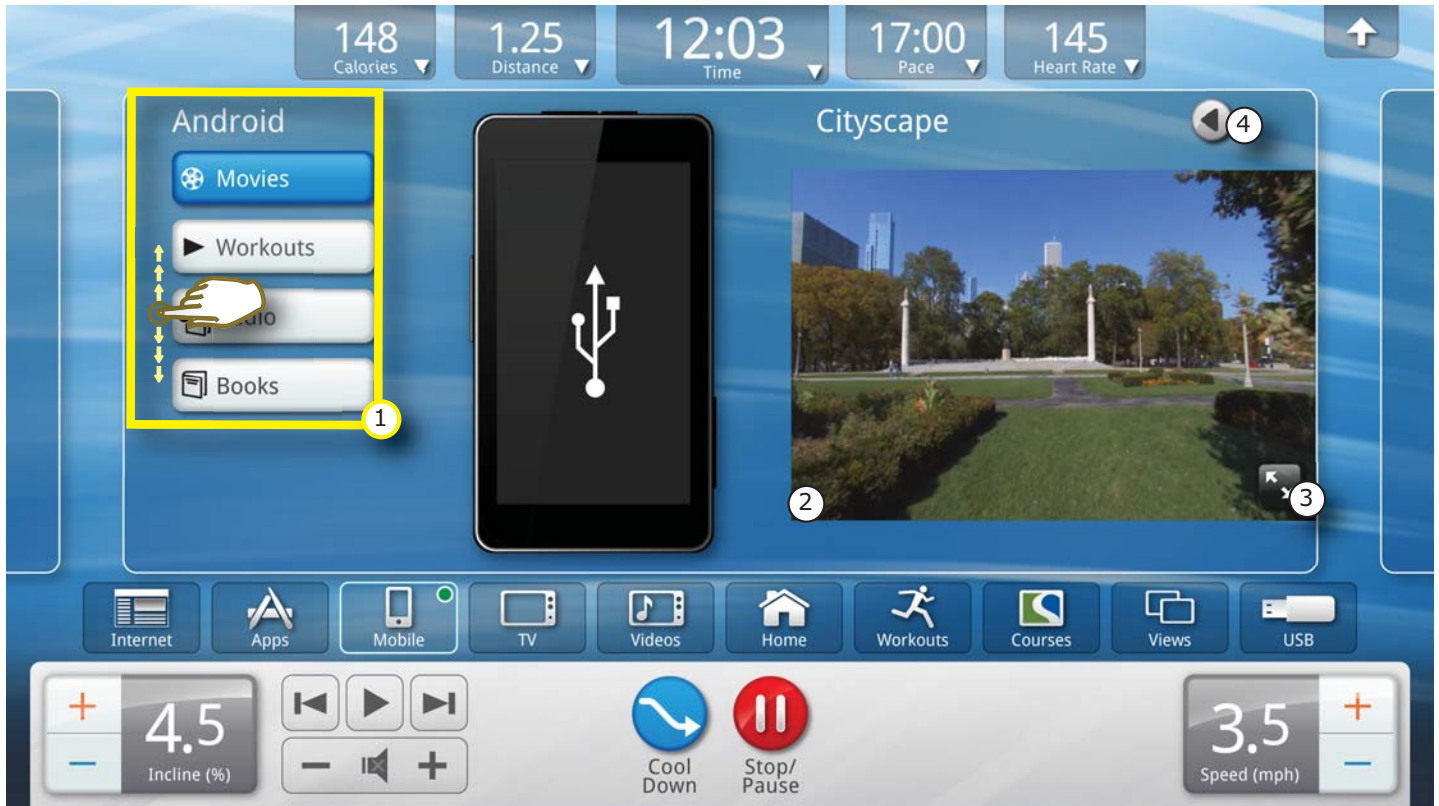 148
Calories
1.25
Distance
12:03
Time
17:00
Pace
145
Heart Rate
Android
Movies
Workouts
Books
1
Cityscape
4
2
3
Internet
Apps
Mobile
TV
Videos
Home
Workouts
Courses
Views
USB
+
4.5
−
Incline (%)
− +
Cool
Down
Stop/
Pause
3.5
Speed (mph)
+
−